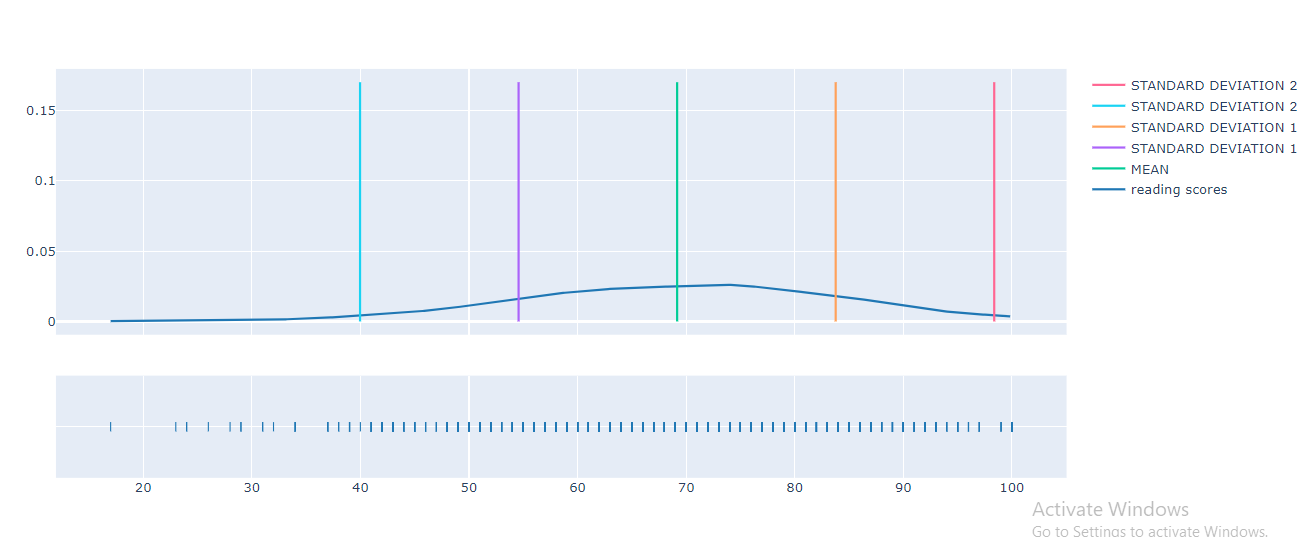 0.15
0.1
0.05
0
STANDARD DEVIATION 2
STANDARD DEVIATION 2
STANDARD DEVIATION 1
STANDARD DEVIATION 1
MEAN
reading scores
20 30 40 50 60 70 80 90 100
Activate Windows
Go to Settings to activate Windows.